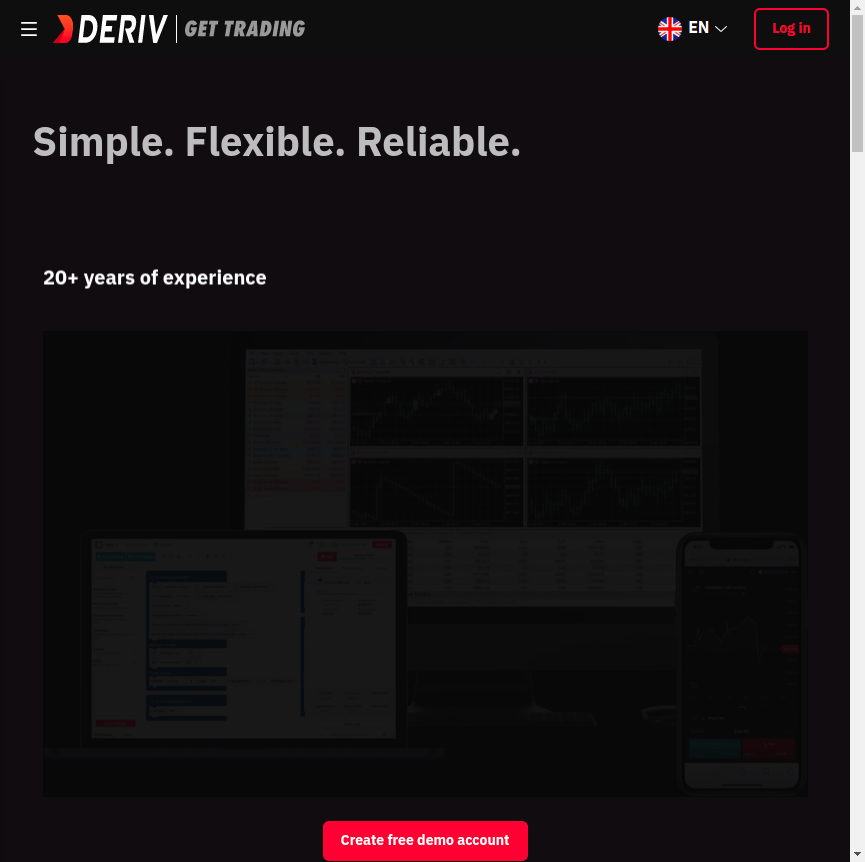 DERIV | GET TRADING
EN
Log in
Simple. Flexible. Reliable.
20+ years of experience
Create free demo account